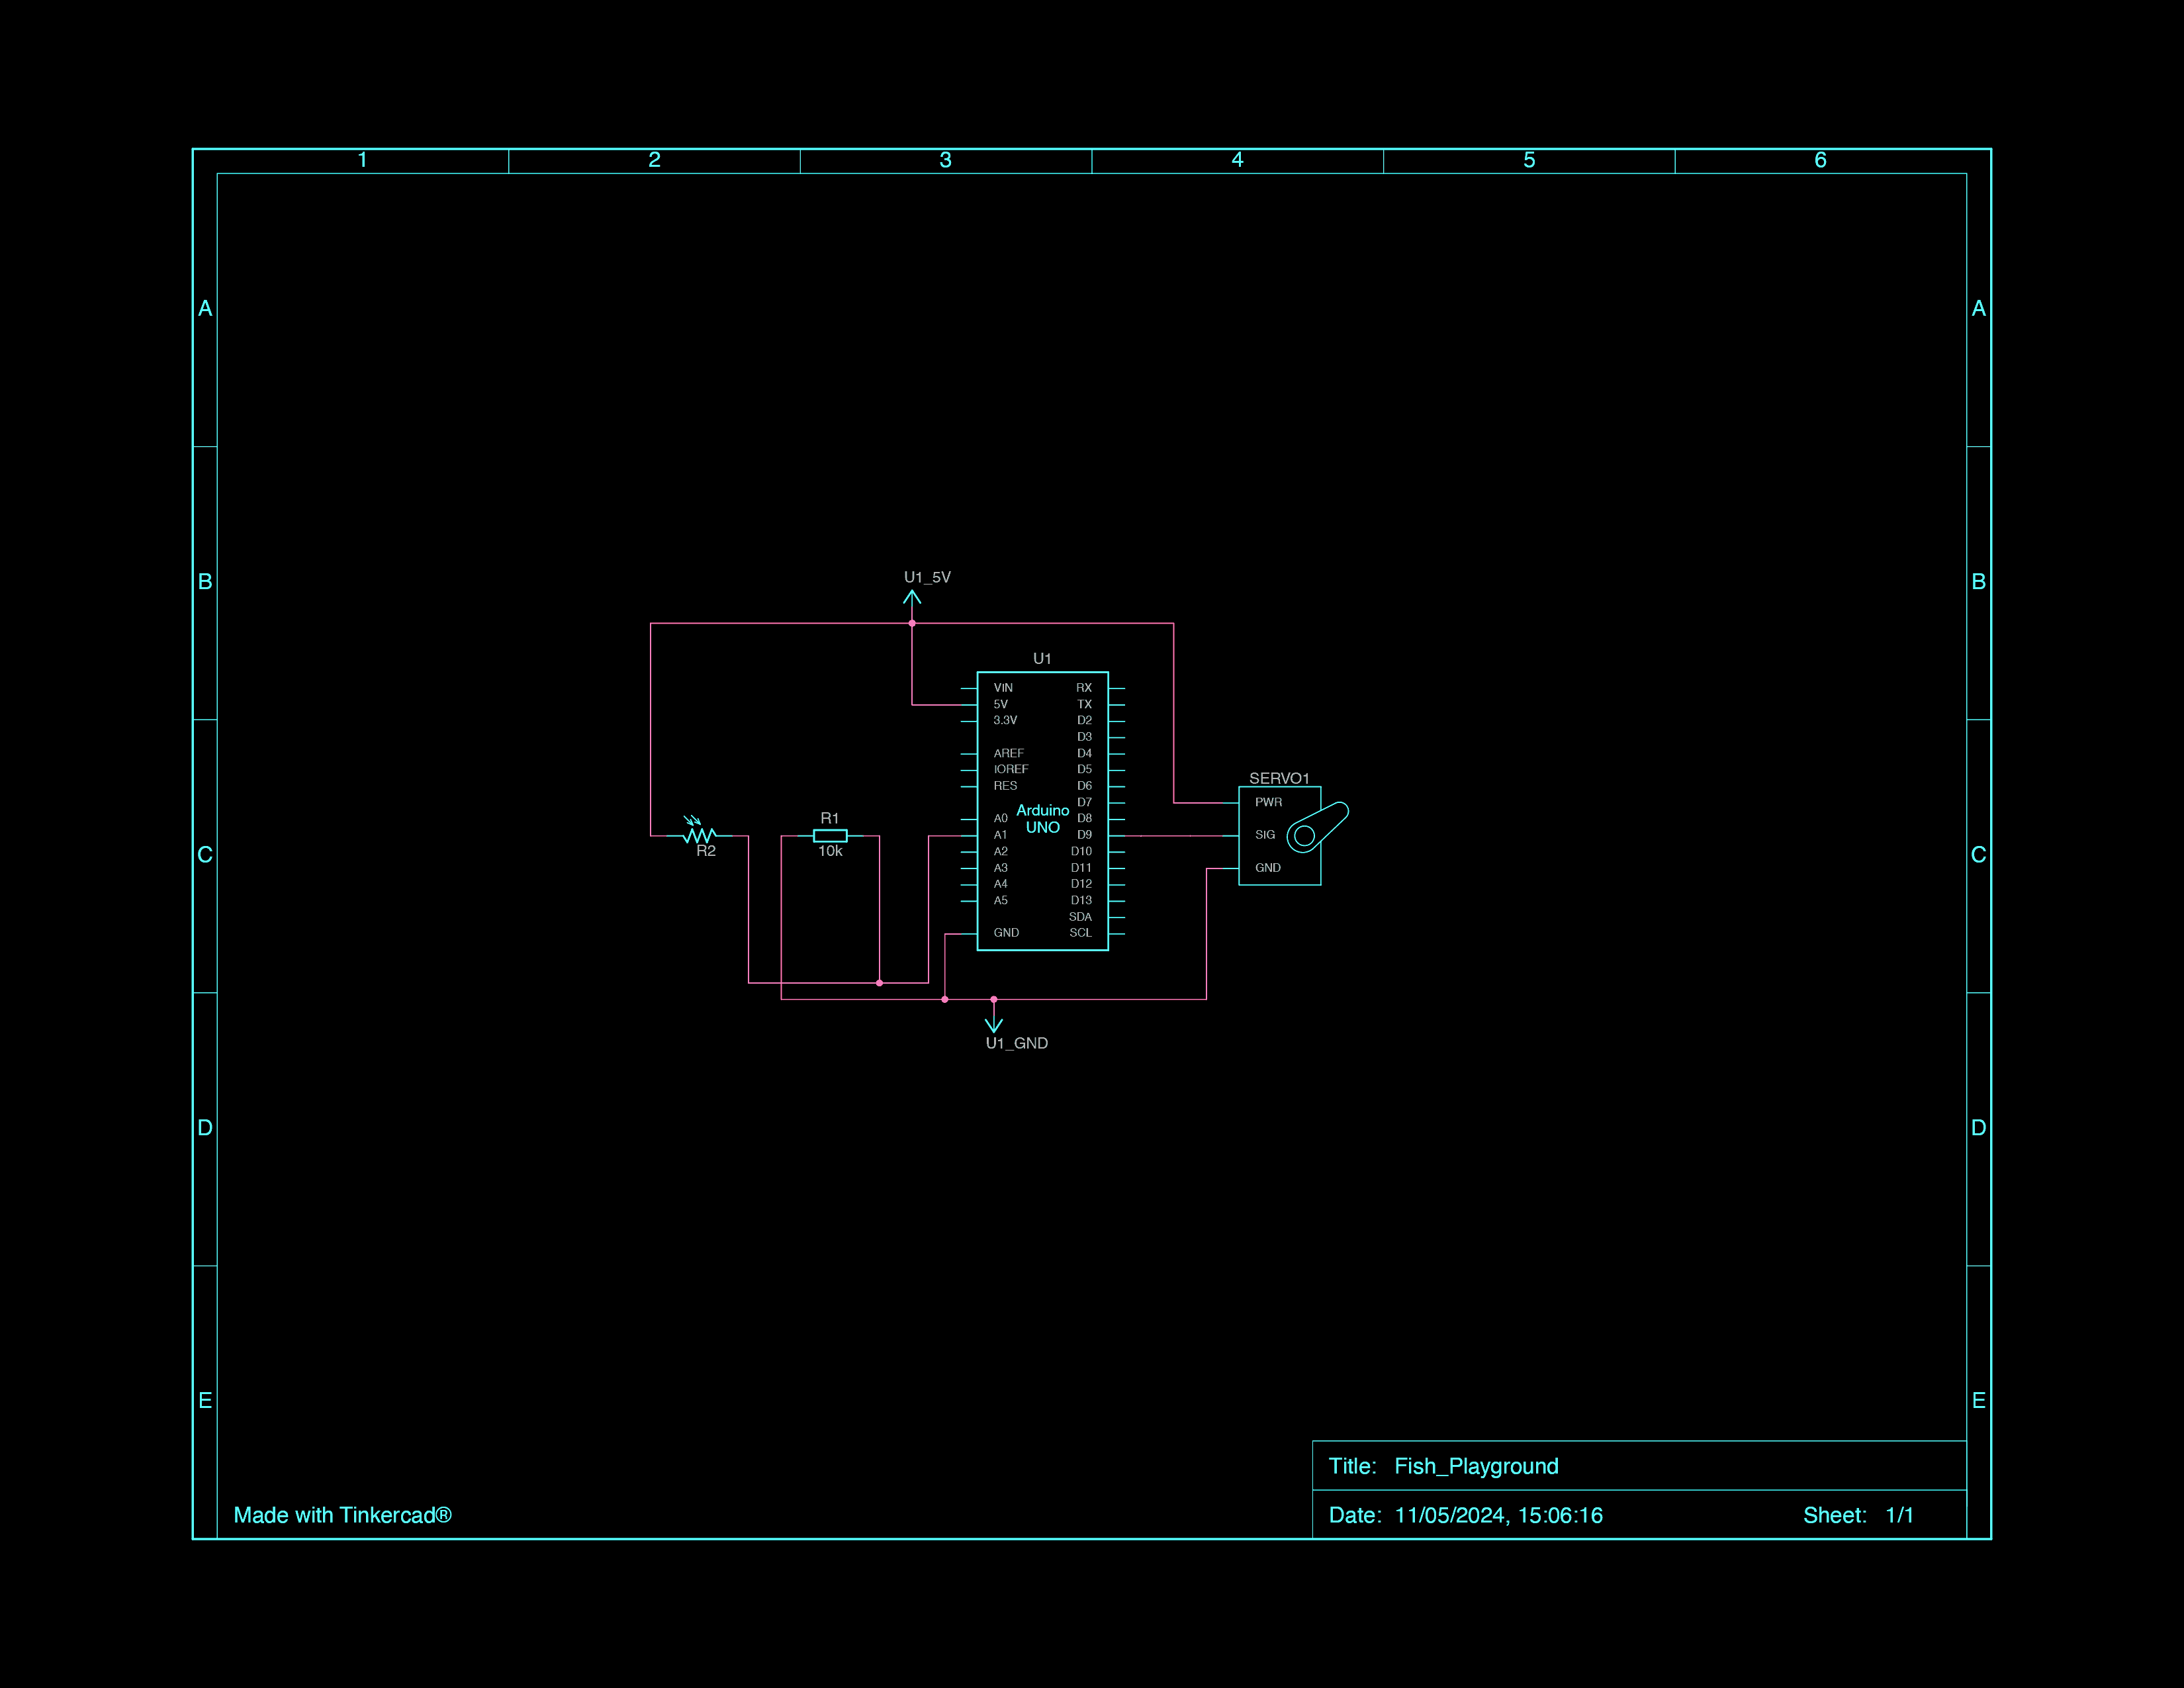 1 2 3 4 5 6
A A
U1_5V
B B
U1
VIN RX
5V TX
3.3V D2
D3
AREF D4
IOREF D5
RES D6
SERVO1
D7 PWR
Arduino
R1 A0 D8
UNO
A1 D9 SIG
R2 10k A2 D10
C C
A3 D11 GND
A4 D12
A5 D13
SDA
GND SCL
U1_GND
D D
E E
Title: Fish_Playground
Made with Tinkercad® Date: 11/05/2024, 15:06:16 Sheet: 1/1